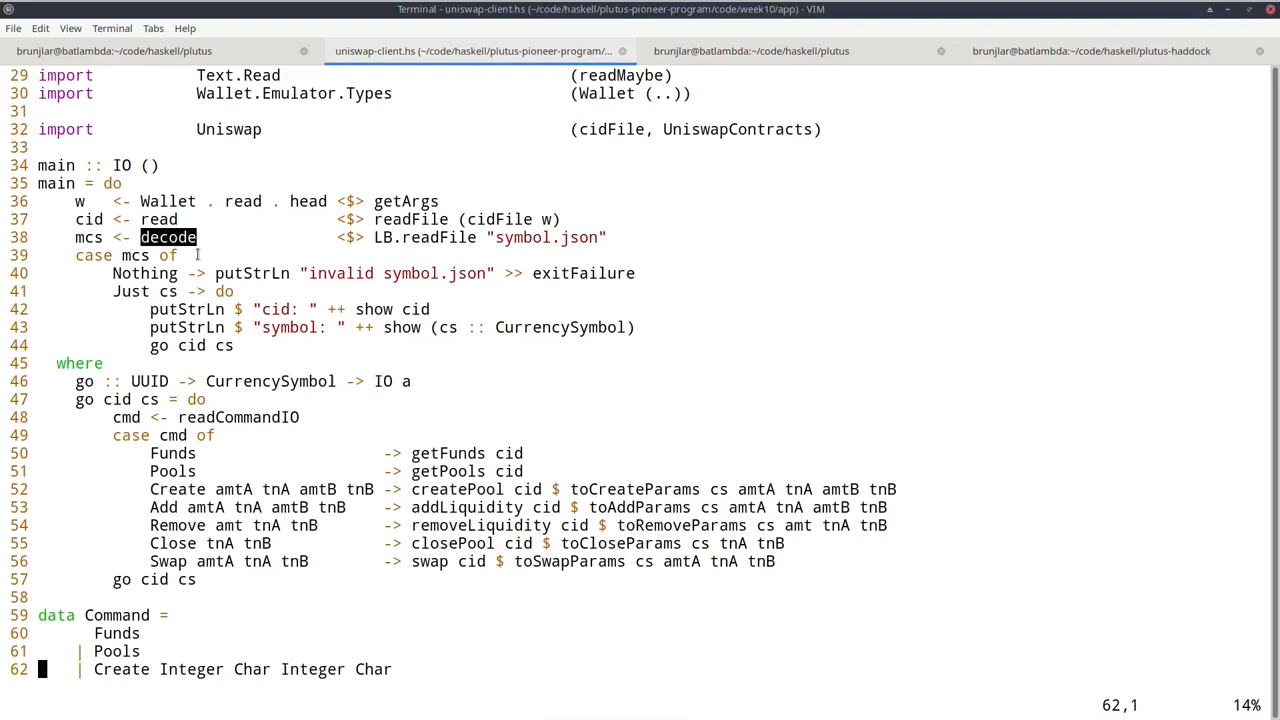 Terminal - uniswap-client.hs (~/code/haskell/plutus-pioneer-program/code/week10/app) - VIM
File Edit View Terminal Tabs Help
brunjlar@batlambda:~/code/haskell/plutus uniswap-client.hs (~/code/haskell/plutus-pioneer-program/... brunjlar@batlambda:~/code/haskell/plutus brunjlar@batlambda:~/code/haskell/plutus-haddock
29 import Text.Read (readMaybe)
30 import Wallet.Emulator.Types (Wallet (..))
31
32 import Uniswap (cidFile, UniswapContracts)
33
34 main :: IO ()
35 main = do
36 w <- Wallet . read . head <$> getArgs
37 cid <- read <$> readFile (cidFile w)
38 mcs <- decode <$> LB.readFile "symbol.json"
39 case mcs of
40 Nothing -> putStrLn "invalid symbol.json" >> exitFailure
41 Just cs -> do
42 putStrLn $ "cid: " ++ show cid
43 putStrLn $ "symbol: " ++ show (cs :: CurrencySymbol)
44 go cid cs
45 where
46 go :: UUID -> CurrencySymbol -> IO a
47 go cid cs = do
48 cmd <- readCommandIO
49 case cmd of
50 Funds -> getFunds cid
51 Pools -> getPools cid
52 Create amtA tnA amtB tnB -> createPool cid $ toCreateParams cs amtA tnA amtB tnB
53 Add amtA tnA amtB tnB -> addLiquidity cid $ toAddParams cs amtA tnA amtB tnB
54 Remove amt tnA tnB -> removeLiquidity cid $ toRemoveParams cs amt tnA tnB
55 Close tnA tnB -> closePool cid $ toCloseParams cs tnA tnB
56 Swap amtA tnA tnB -> swap cid $ toSwapParams cs amtA tnA tnB
57 go cid cs
58
59 data Command =
60 Funds
61 | Pools
62 | Create Integer Char Integer Char
62,1 14%